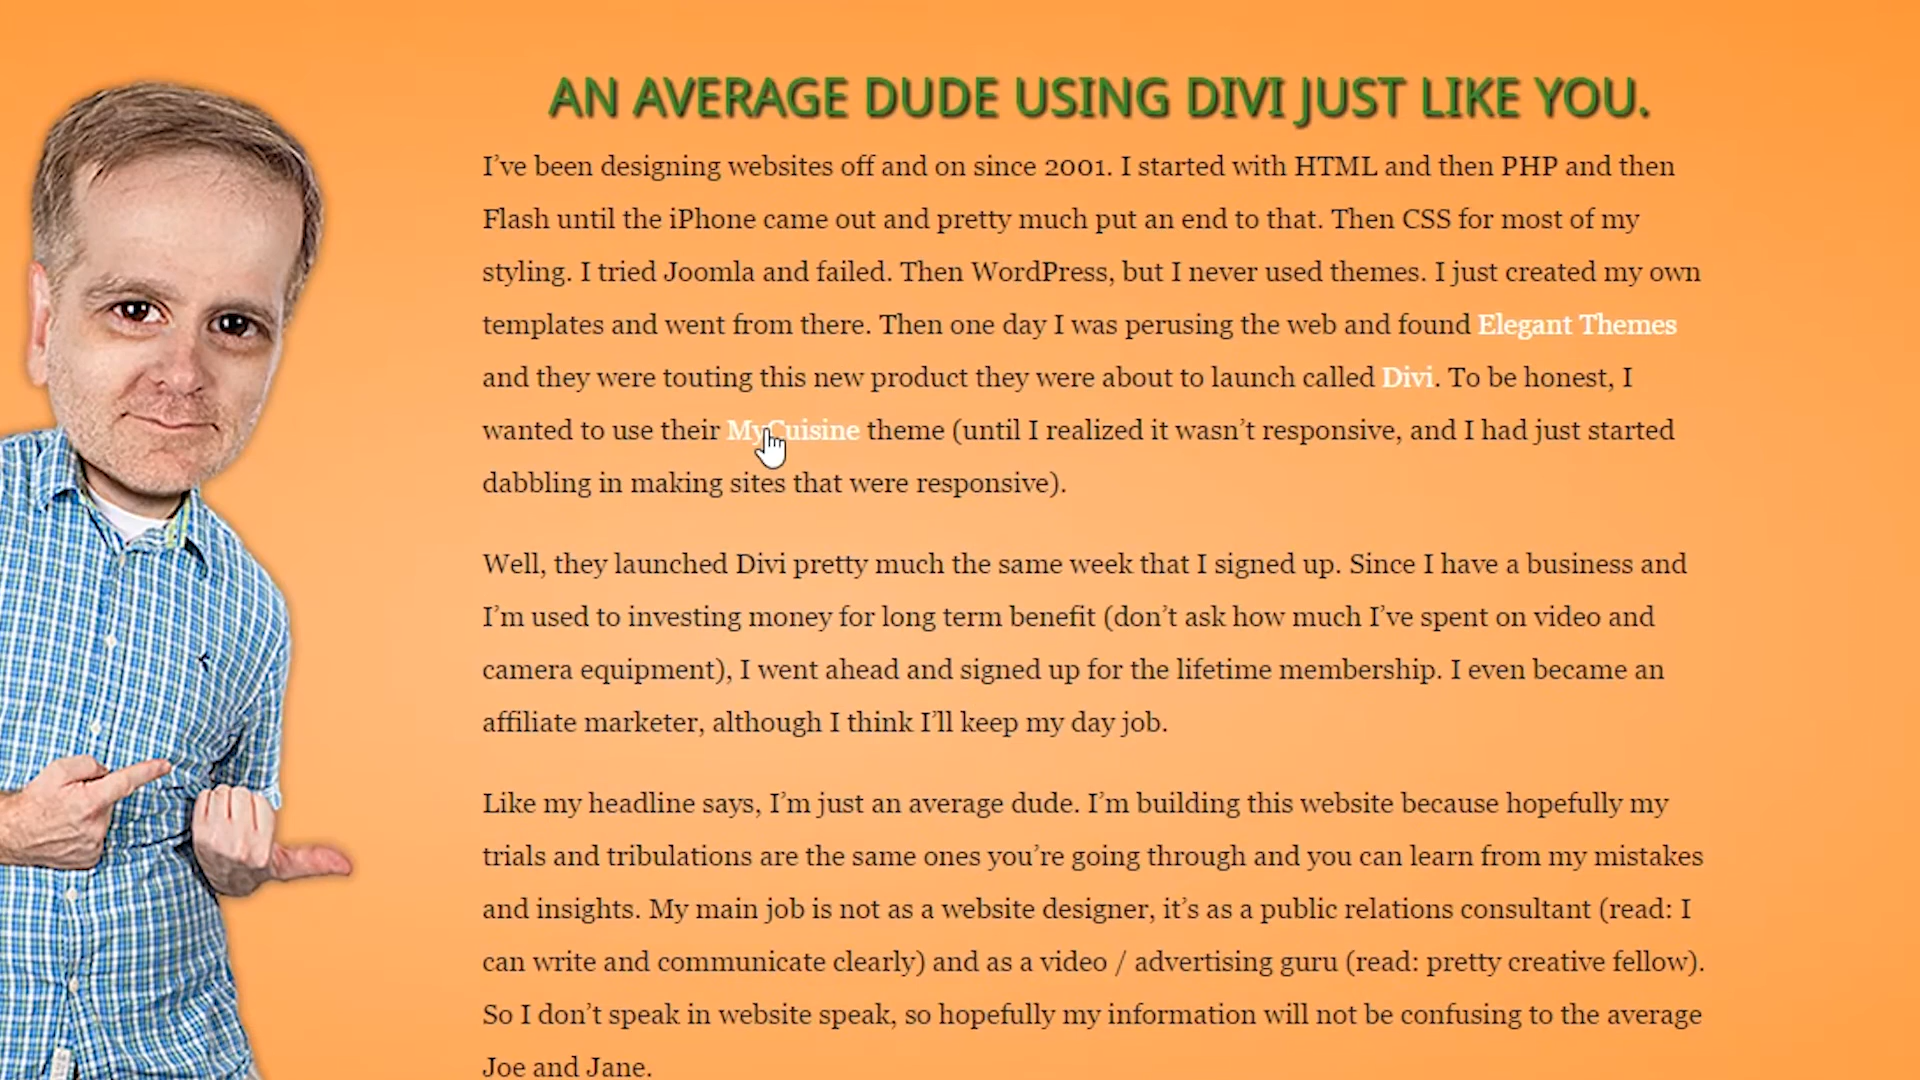 AN AVERAGE DUDE USING DIVI JUST LIKE YOU.
I’ve been designing websites off and on since 2001. I started with HTML and then PHP and then
Flash until the iPhone came out and pretty much put an end to that. Then CSS for most of my
styling. I tried Joomla and failed. Then WordPress, but I never used themes. I just created my own
templates and went from there. Then one day I was perusing the web and found Elegant Themes
and they were touting this new product they were about to launch called Divi. To be honest, I
wanted to use their MyCuisine theme (until I realized it wasn’t responsive, and I had just started
dabbling in making sites that were responsive).
Well, they launched Divi pretty much the same week that I signed up. Since I have a business and
I’m used to investing money for long term benefit (don’t ask how much I’ve spent on video and
camera equipment), I went ahead and signed up for the lifetime membership. I even became an
affiliate marketer, although I think I’ll keep my day job.
Like my headline says, I’m just an average dude. I’m building this website because hopefully my
trials and tribulations are the same ones you’re going through and you can learn from my mistakes
and insights. My main job is not as a website designer, it’s as a public relations consultant (read: I
can write and communicate clearly) and as a video / advertising guru (read: pretty creative fellow).
So I don’t speak in website speak, so hopefully my information will not be confusing to the average
Joe and Jane.